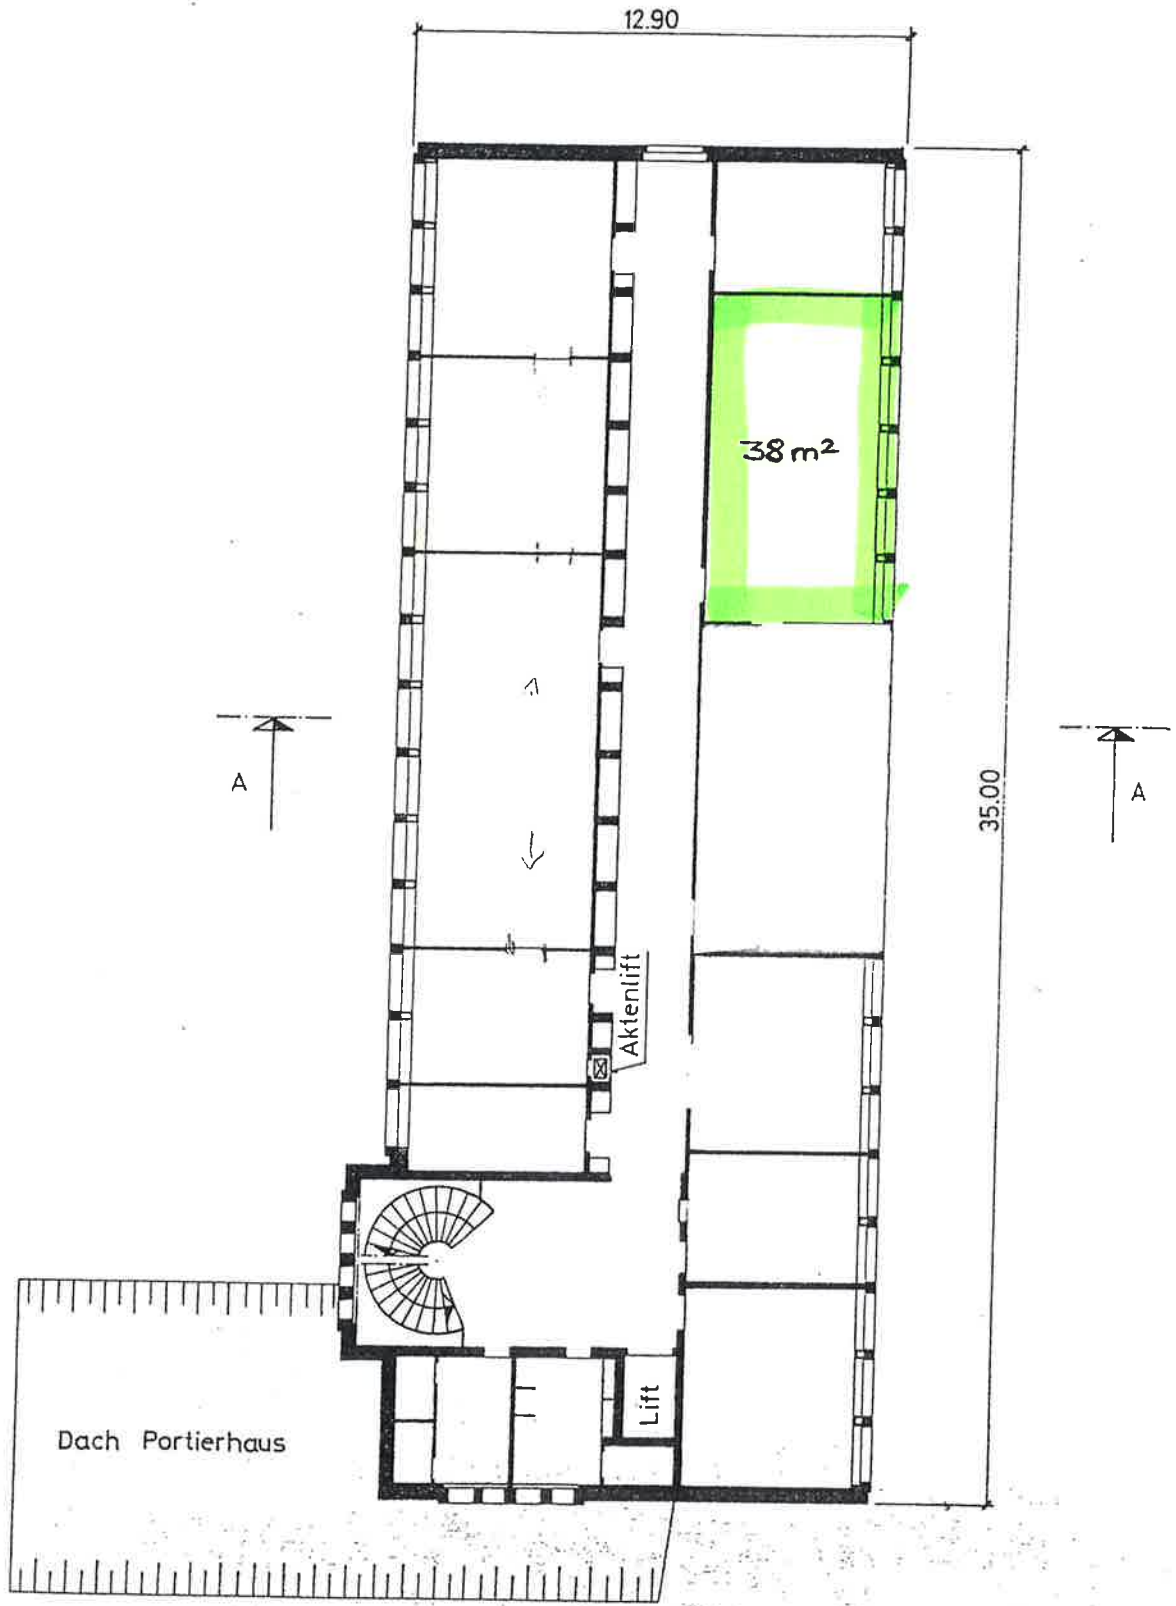 12.90
38 m²
A
A
35.00
Aktenlift
Lift
Dach Portierhaus